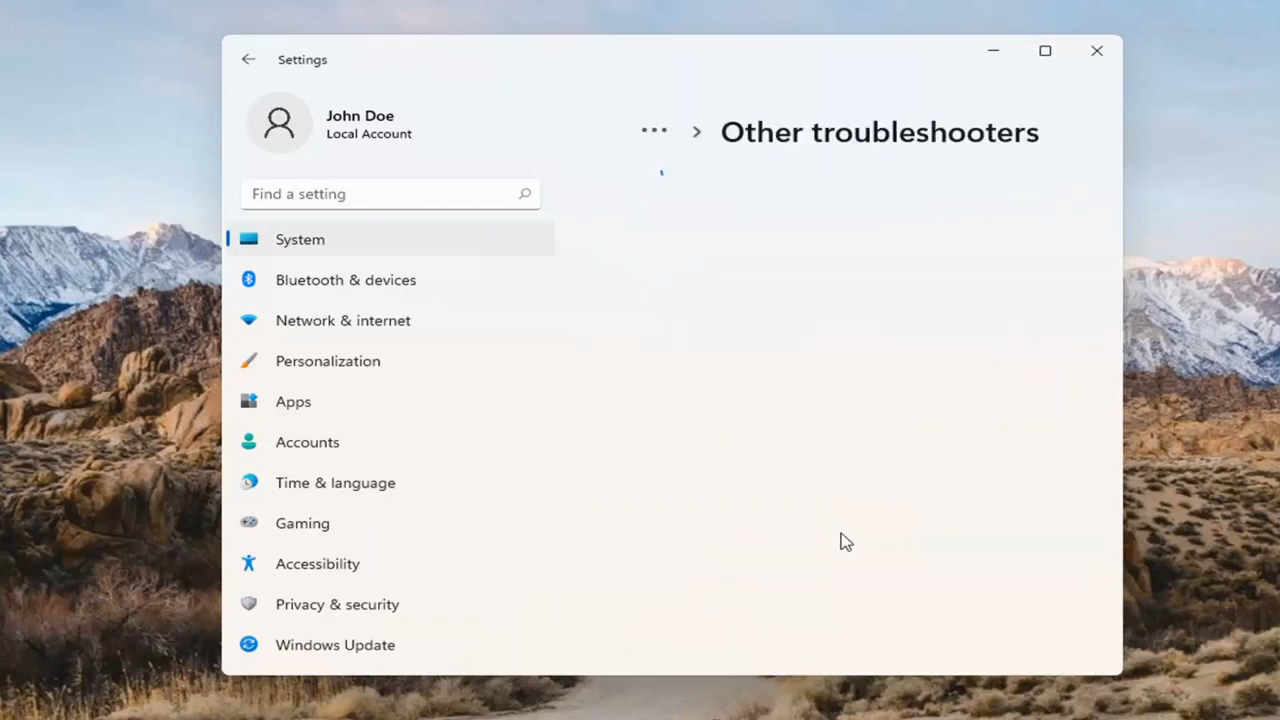 Settings
John Doe
Local Account
Other troubleshooters
Find a setting
System
Bluetooth & devices
Network & internet
Personalization
Apps
Accounts
Time & language
Gaming
Accessibility
Privacy & security
Windows Update